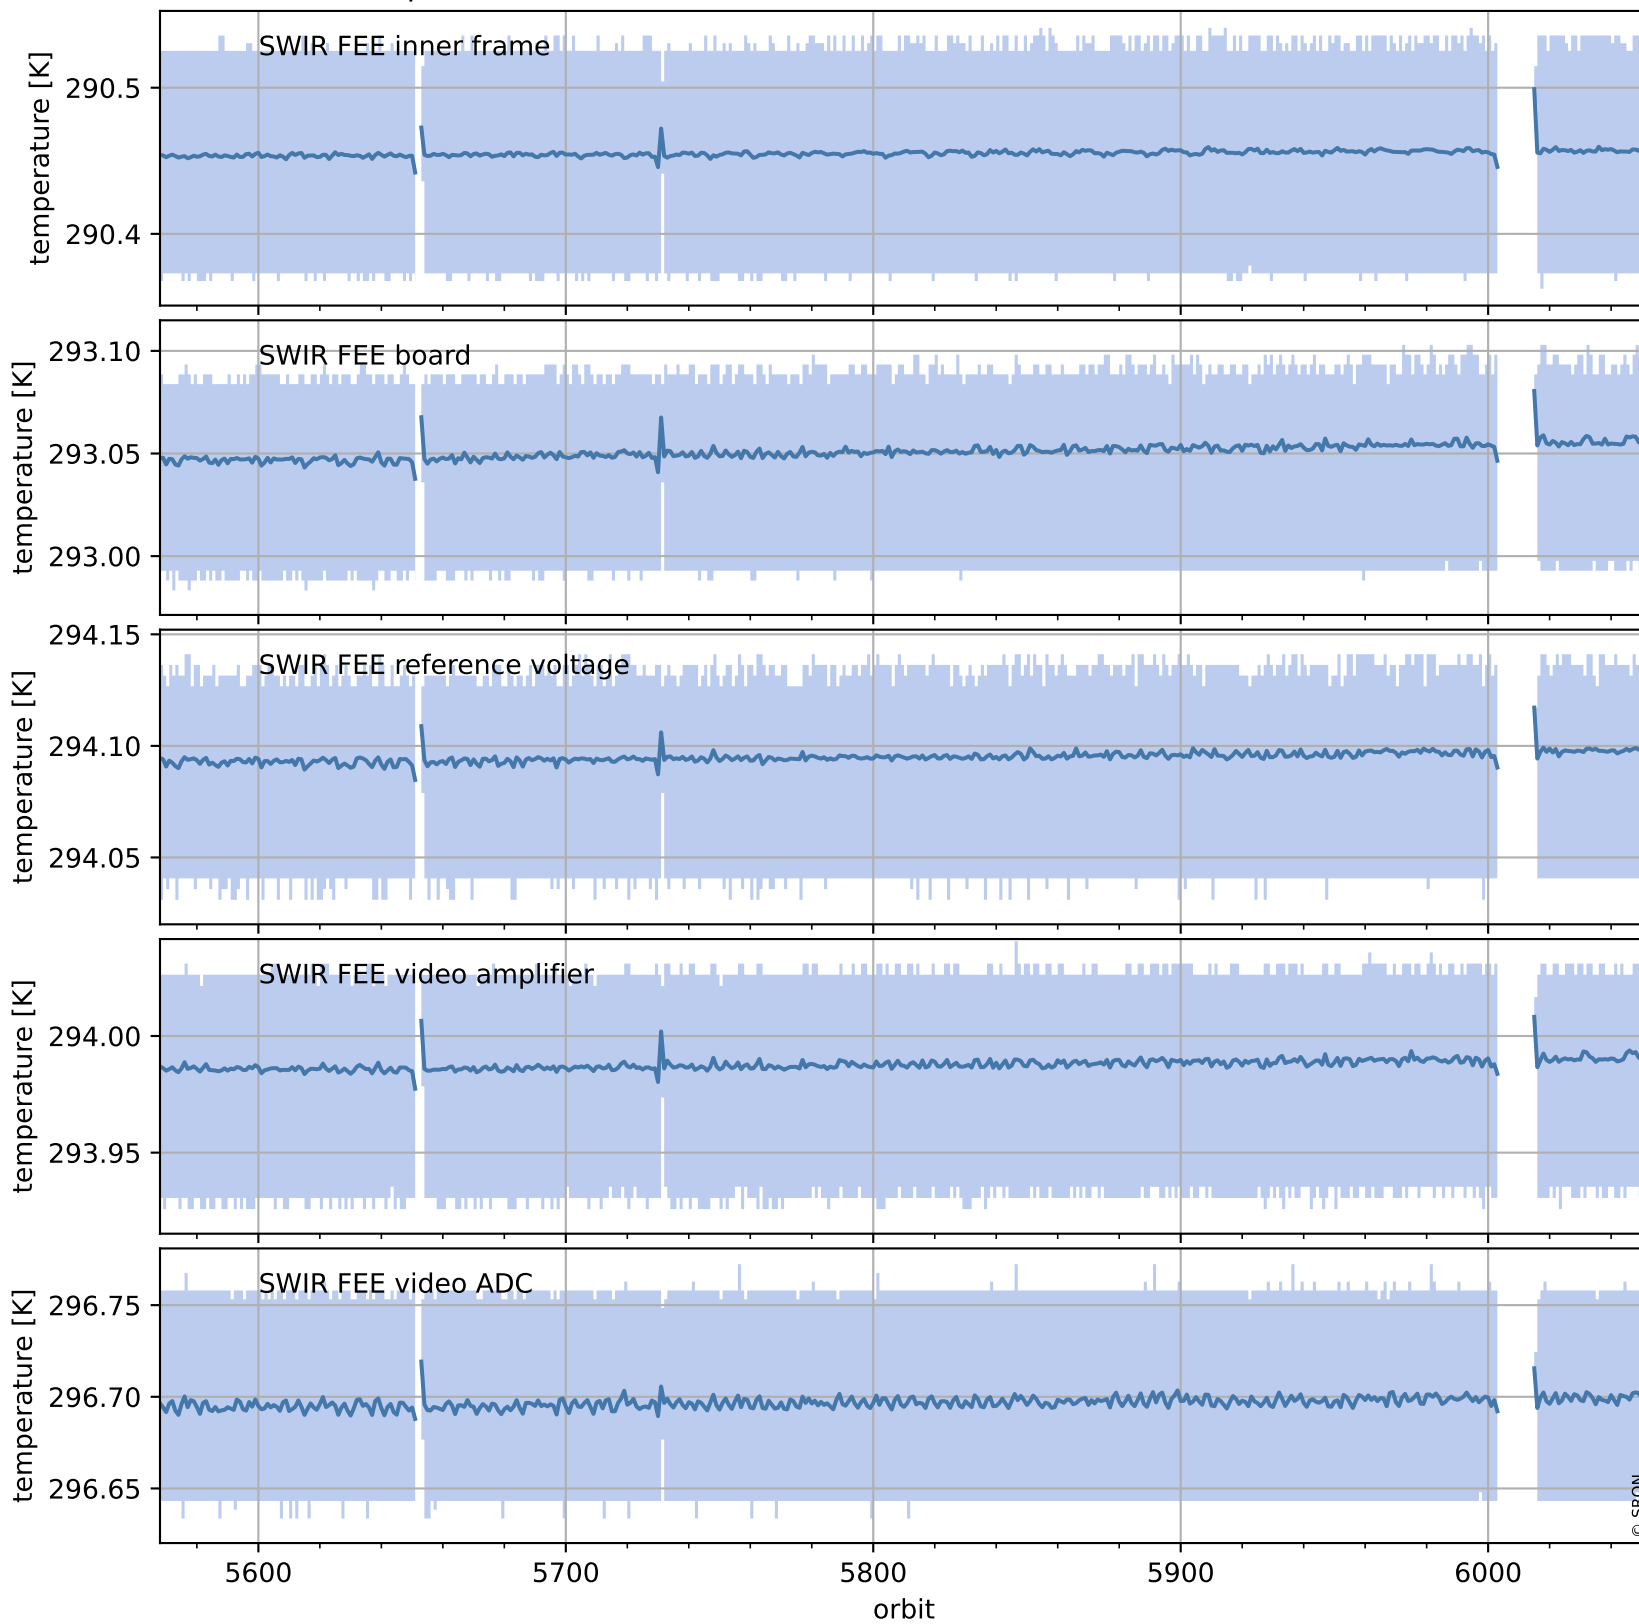 SWIR FEE inner frame
temperature [K]
290.5
290.4
SWIR FEE board
temperature [K]
293.10
293.05
293.00
SWIR FEE reference voltage
temperature [K]
294.15
294.10
294.05
SWIR FEE video amplifier
temperature [K]
294.00
293.95
SWIR FEE video ADC
temperature [K]
296.75
296.70
296.65
5600 5700 5800 5900 6000
orbit
© SRON